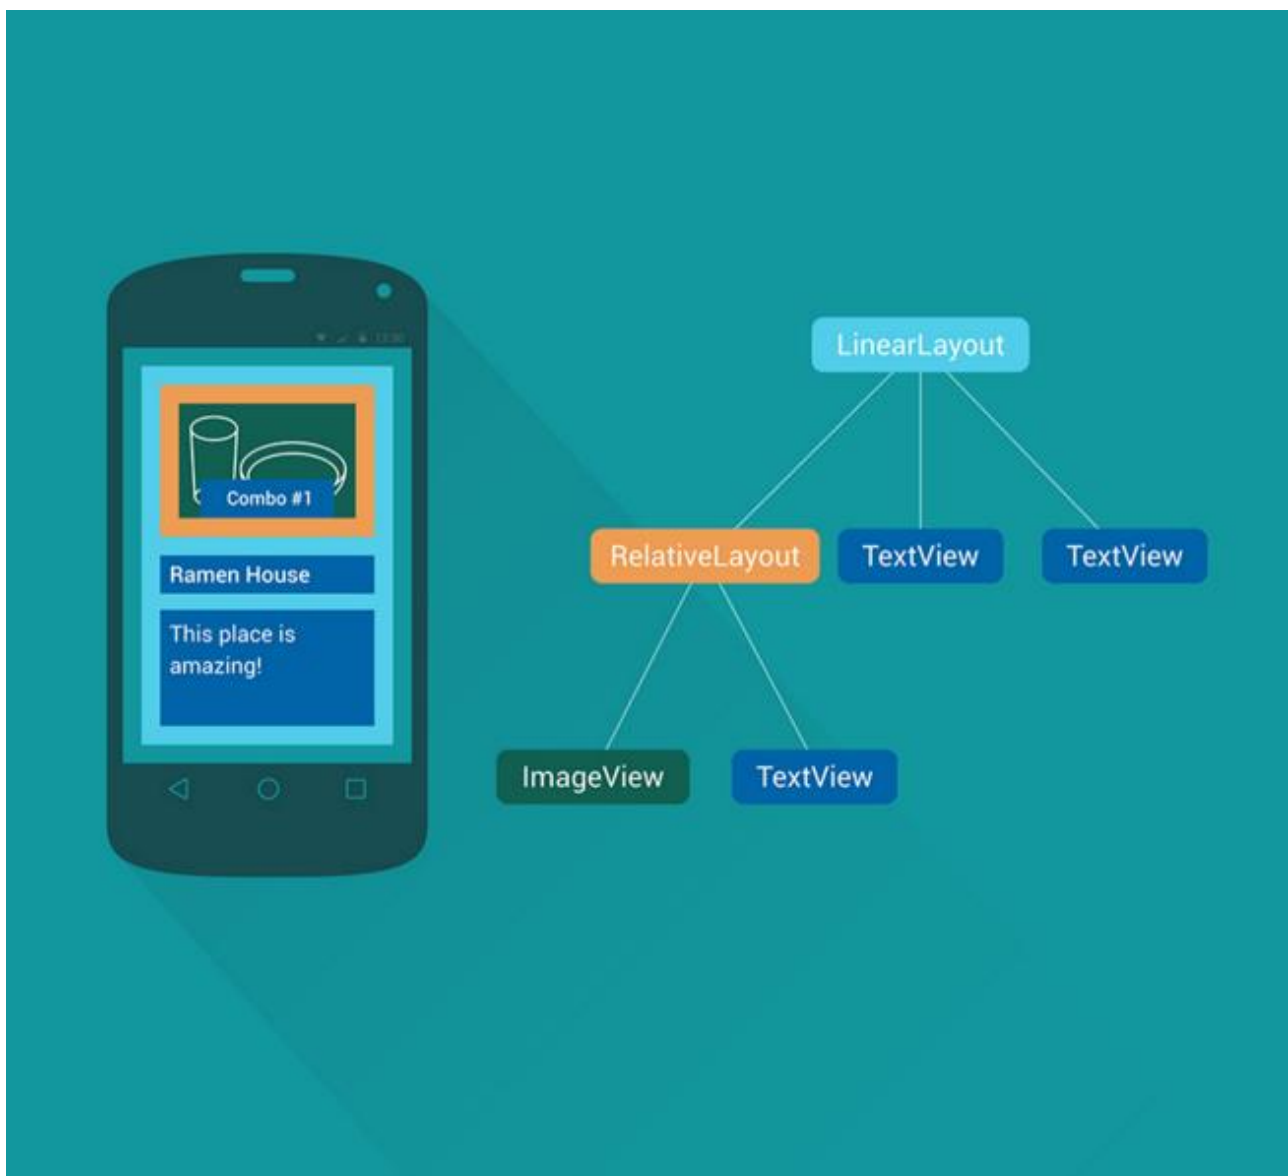 Combo #1
Ramen House
This place is
amazing!
LinearLayout
RelativeLayout
TextView
TextView
ImageView
TextView